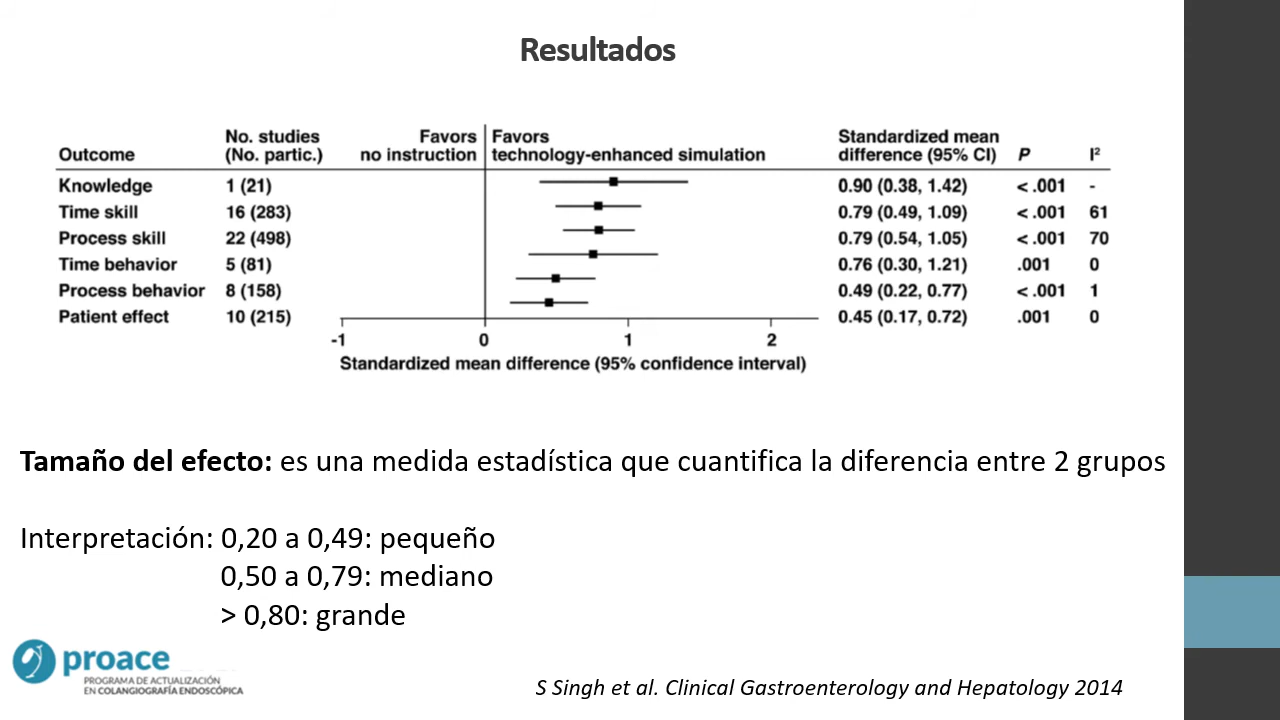 Resultados
No. studies Favors Favors Standardized mean
Outcome (No. partic.) no instruction technology-enhanced simulation difference (95% CI) P I²
Knowledge 1 (21) 0.90 (0.38, 1.42) < .001 -
Time skill 16 (283) 0.79 (0.49, 1.09) < .001 61
Process skill 22 (498) 0.79 (0.54, 1.05) < .001 70
Time behavior 5 (81) 0.76 (0.30, 1.21) .001 0
Process behavior 8 (158) 0.49 (0.22, 0.77) < .001 1
Patient effect 10 (215) 0.45 (0.17, 0.72) .001 0
-1 0 1 2
Standardized mean difference (95% confidence interval)
Tamaño del efecto: es una medida estadística que cuantifica la diferencia entre 2 grupos
Interpretación: 0,20 a 0,49: pequeño
0,50 a 0,79: mediano
> 0,80: grande
proace
PROGRAMA DE ACTUALIZACIÓN
EN COLANGIOGRAFÍA ENDOSCÓPICA
S Singh et al. Clinical Gastroenterology and Hepatology 2014